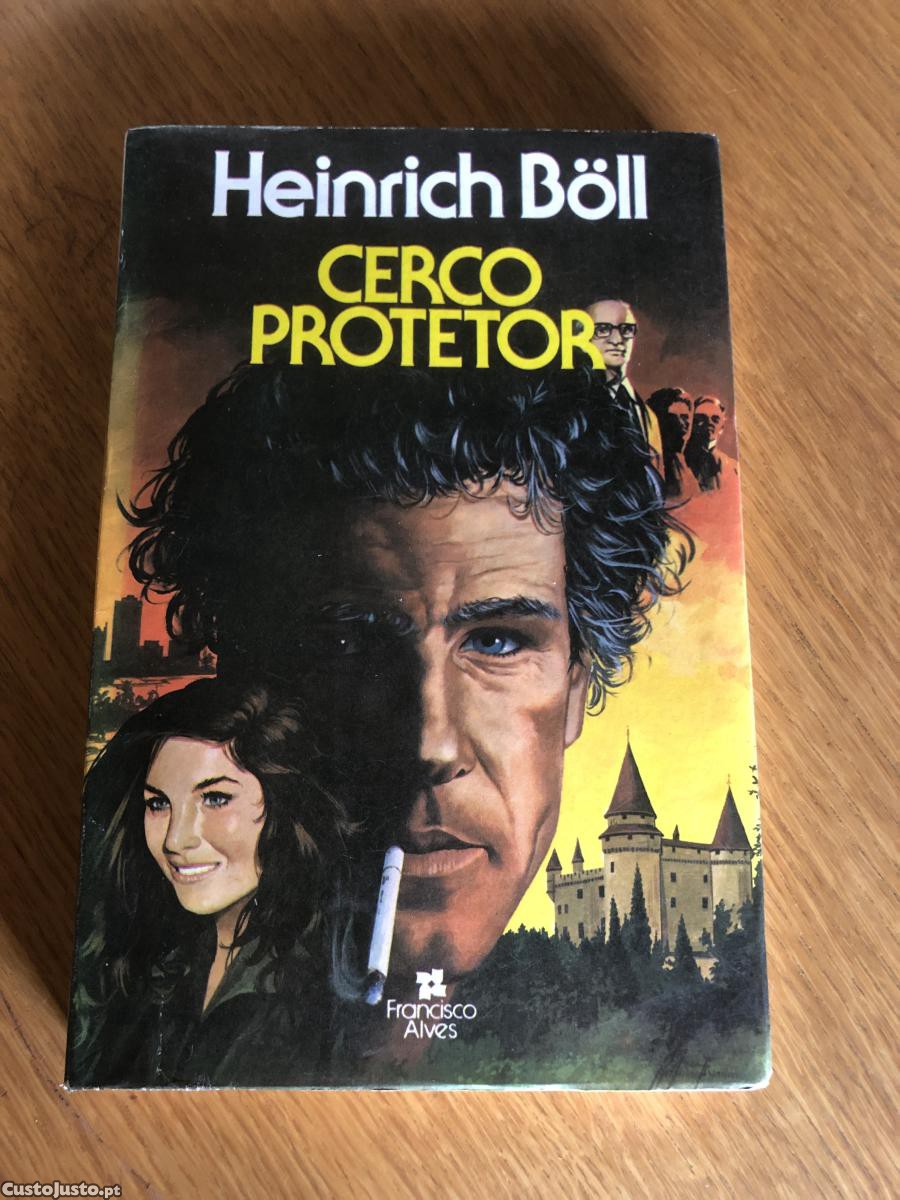 Heinrich Böll
CERCO
PROTETOR
Francisco
Alves
CustoJusto.pt